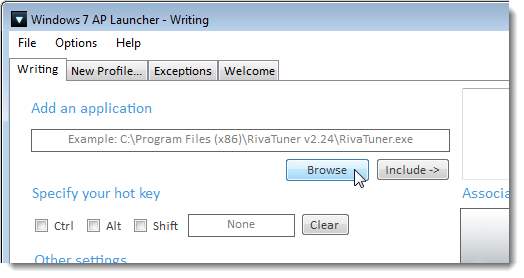 Windows 7 AP Launcher - Writing
File Options Help
Writing New Profile... Exceptions Welcome
Add an application
Example: C:\Program Files (x86)\RivaTuner v2.24\RivaTuner.exe
Browse Include ->
Specify your hot key
Associa
Ctrl Alt Shift None Clear
Other settings